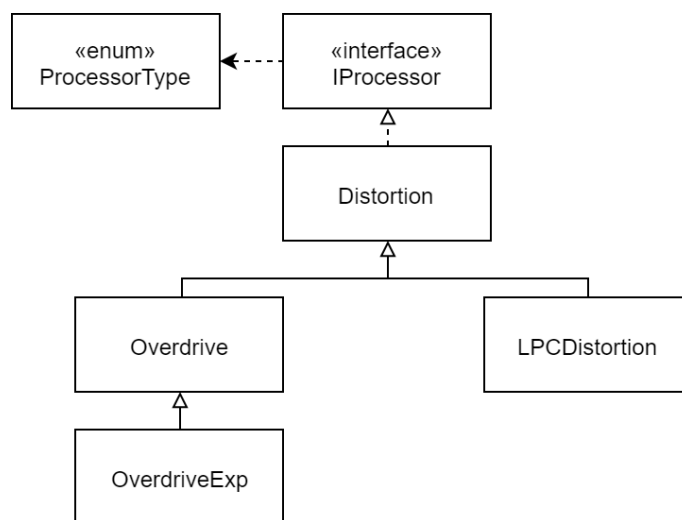 «enum»
ProcessorType
«interface»
IProcessor
Distortion
Overdrive
LPCDistortion
OverdriveExp